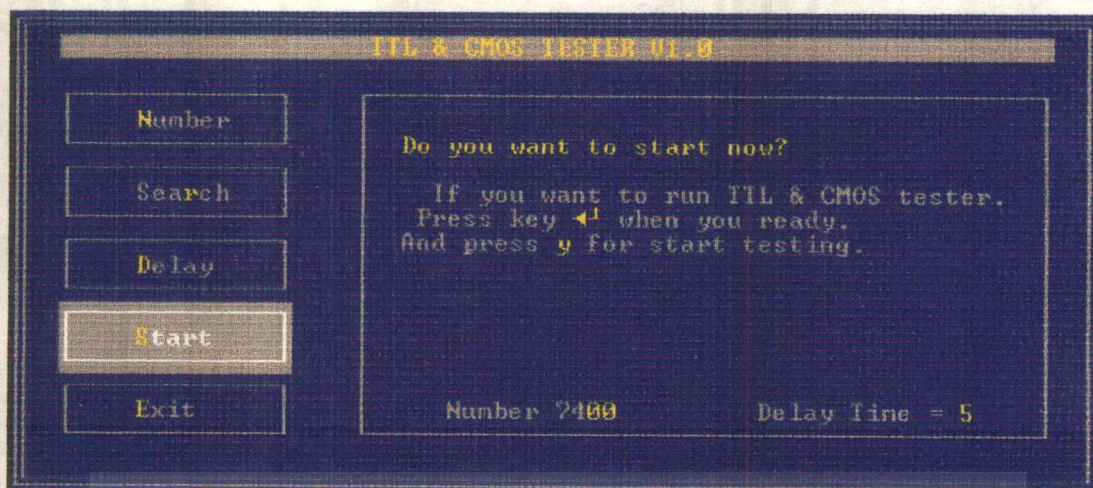 TTL & CMOS TESTER V1.0
Number
Search
Delay
Start
Exit
Do you want to start now?
If you want to run TTL & CMOS tester.
Press key ◄┘ when you ready.
And press y for start testing.
Number 7400
Delay Time = 5